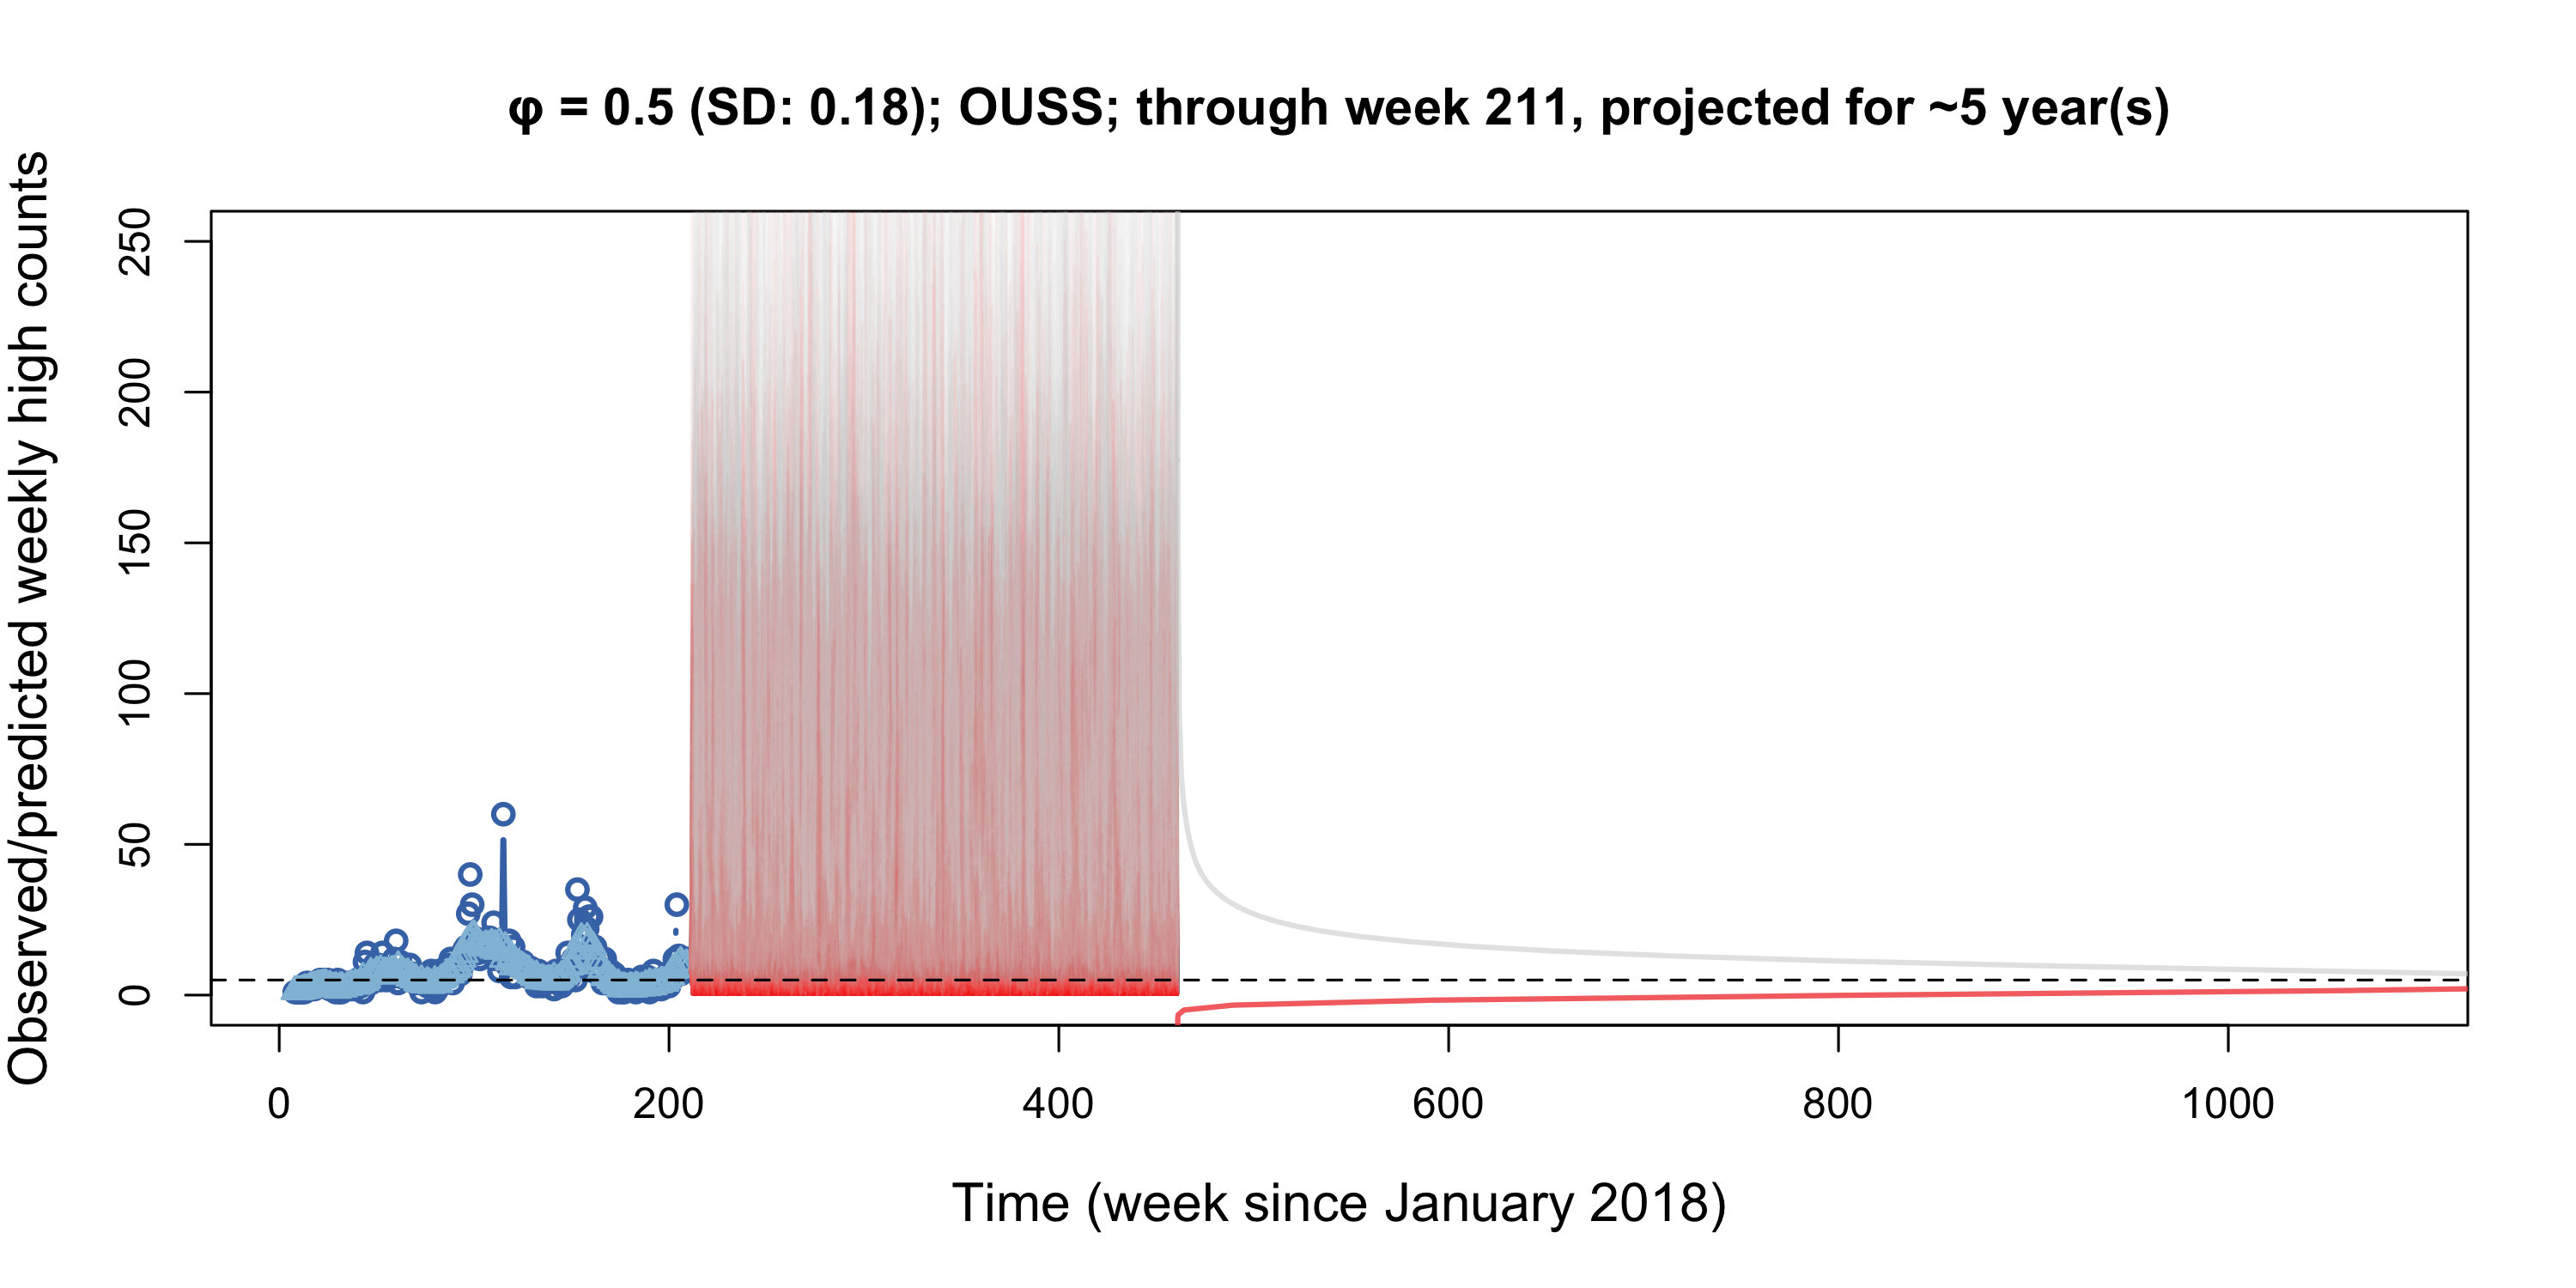 φ = 0.5 (SD: 0.18); OUSS; through week 211, projected for ~5 year(s)
Observed/predicted weekly high counts
250
200
150
100
50
0
0 200 400 600 800 1000
Time (week since January 2018)